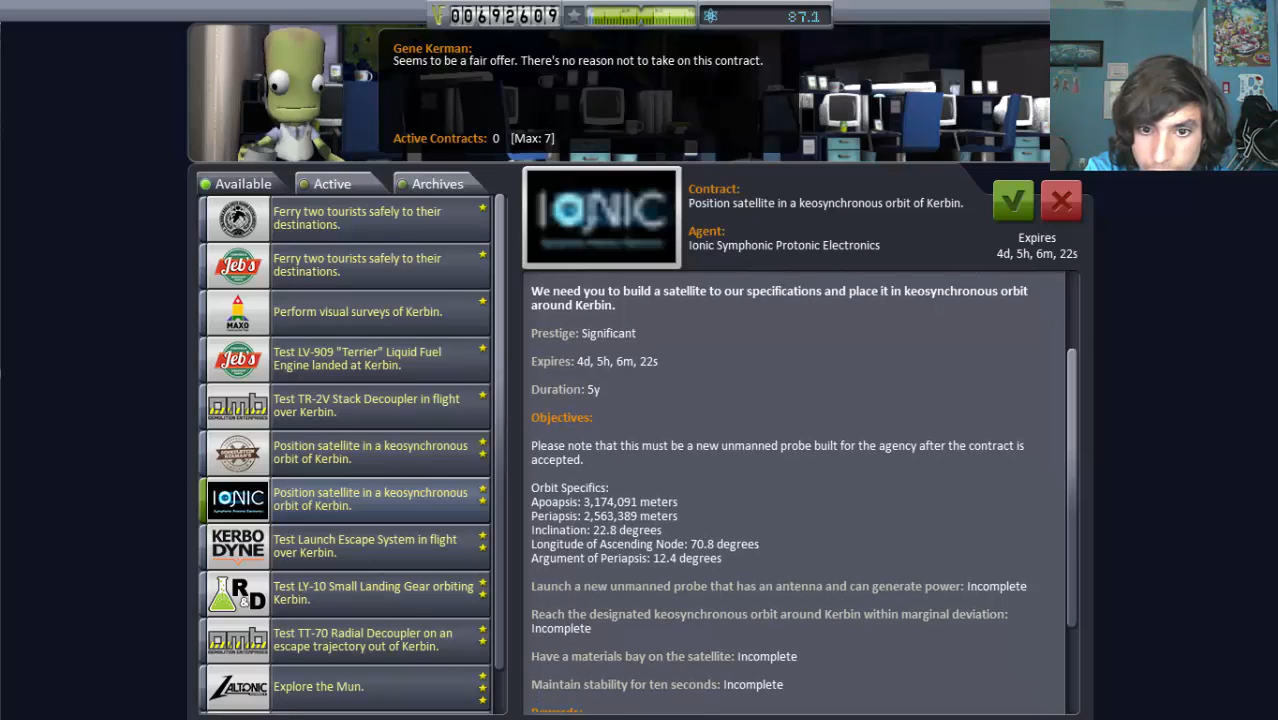 00692609
87.1
Gene Kerman:
Seems to be a fair offer. There's no reason not to take on this contract.
Active Contracts: 0 [Max: 7]
Available
Active
Archives
Ferry two tourists safely to their
destinations.
Jeb's
Ferry two tourists safely to their
destinations.
MAXO
Perform visual surveys of Kerbin.
Jeb's
Test LV-909 "Terrier" Liquid Fuel
Engine landed at Kerbin.
Test TR-2V Stack Decoupler in flight
over Kerbin.
Position satellite in a keosynchronous
orbit of Kerbin.
IONIC
Position satellite in a keosynchronous
orbit of Kerbin.
KERBO
DYNE
Test Launch Escape System in flight
over Kerbin.
R&D
Test LY-10 Small Landing Gear orbiting
Kerbin.
Test TT-70 Radial Decoupler on an
escape trajectory out of Kerbin.
ZALTONIC
Explore the Mun.
IONIC
Contract:
Position satellite in a keosynchronous orbit of Kerbin.
Agent:
Ionic Symphonic Protonic Electronics
Expires
4d, 5h, 6m, 22s
We need you to build a satellite to our specifications and place it in keosynchronous orbit
around Kerbin.
Prestige: Significant
Expires: 4d, 5h, 6m, 22s
Duration: 5y
Objectives:
Please note that this must be a new unmanned probe built for the agency after the contract is
accepted.
Orbit Specifics:
Apoapsis: 3,174,091 meters
Periapsis: 2,563,389 meters
Inclination: 22.8 degrees
Longitude of Ascending Node: 70.8 degrees
Argument of Periapsis: 12.4 degrees
Launch a new unmanned probe that has an antenna and can generate power: Incomplete
Reach the designated keosynchronous orbit around Kerbin within marginal deviation:
Incomplete
Have a materials bay on the satellite: Incomplete
Maintain stability for ten seconds: Incomplete
Rewards: